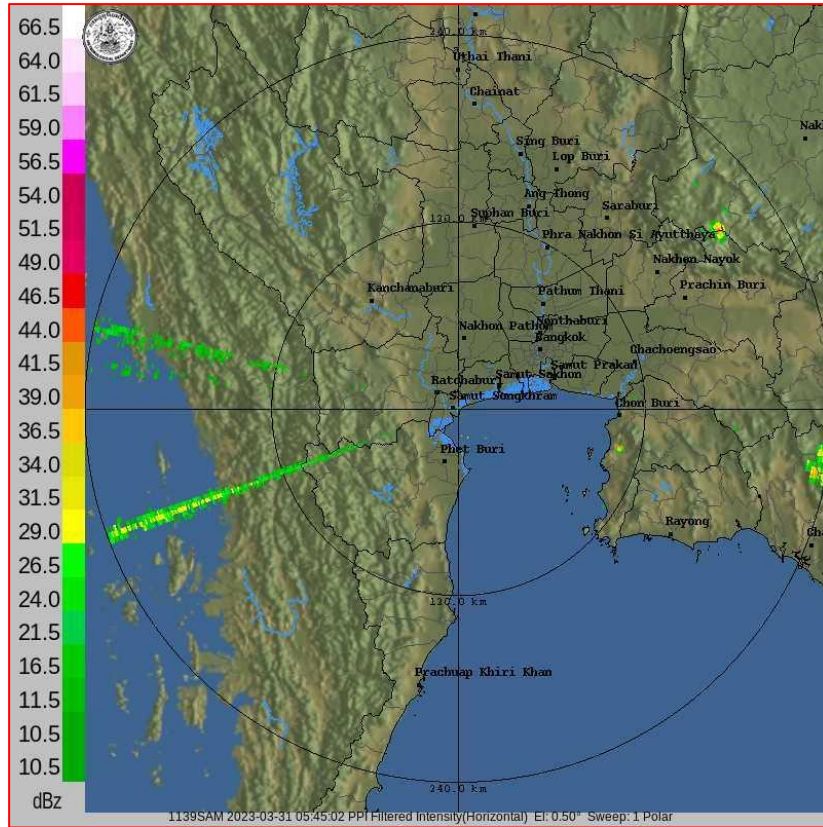 66.5
64.0
61.5
59.0
56.5
54.0
51.5
49.0
46.5
44.0
41.5
39.0
36.5
34.0
31.5
29.0
26.5
24.0
21.5
16.5
11.5
10.5
10.5
dBz
240.0 km
Uthai Thani
Chainat
Sing Buri
Lop Buri
Ang Thong
Suphan Buri
Saraburi
120.0 km
Phra Nakhon Si Ayutthaya
Nakhon Nayok
Prachin Buri
Kanchanaburi
Pathum Thani
Nonthaburi
Nakhon Pathom
Bangkok
Chachoengsao
Samut Prakan
Samut Sakhon
Ratchaburi
Samut Songkhram
Chon Buri
Phet Buri
Rayong
120.0 km
Prachuap Khiri Khan
240.0 km
1139SAM 2023-03-31 05:45:02 PPI Filtered Intensity(Horizontal) El: 0.50° Sweep: 1 Polar